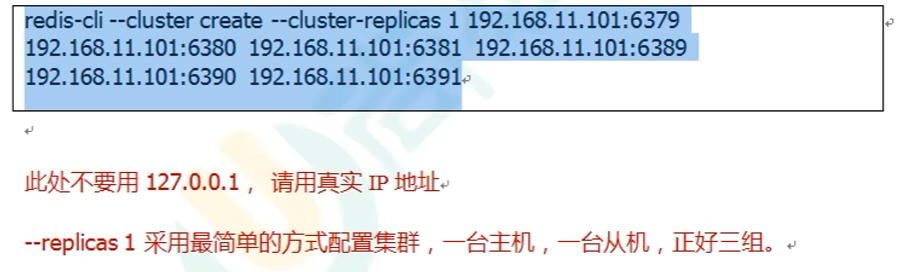 redis-cli --cluster create --cluster-replicas 1 192.168.11.101:6379
192.168.11.101:6380 192.168.11.101:6381 192.168.11.101:6389
192.168.11.101:6390 192.168.11.101:6391
此处不要用 127.0.0.1， 请用真实 IP 地址
--replicas 1 采用最简单的方式配置集群，一台主机，一台从机，正好三组。